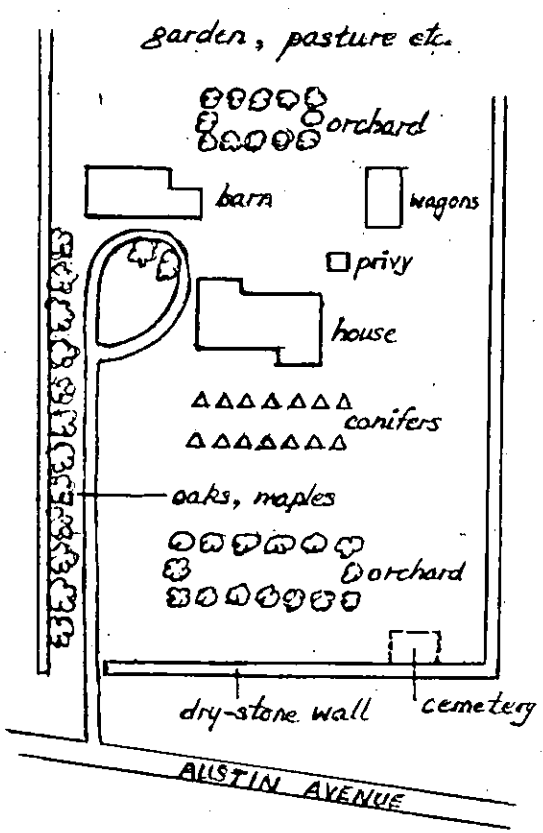 garden, pasture etc.
orchard
barn
wagons
privy
house
conifers
oaks, maples
orchard
dry-stone wall
cemetery
AUSTIN AVENUE